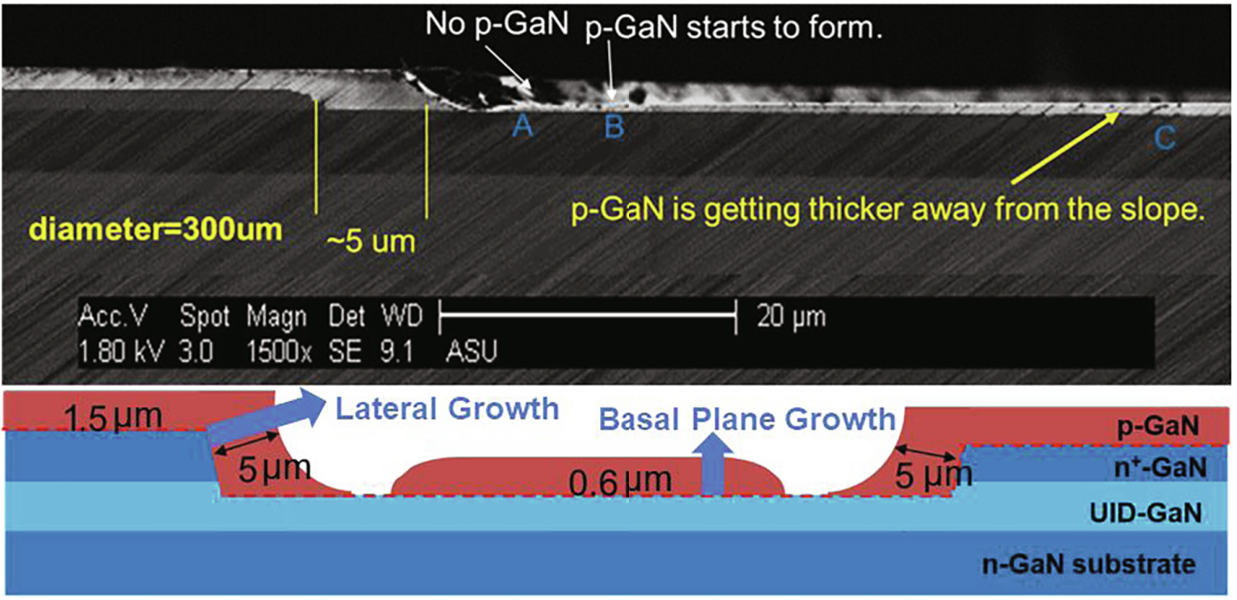 No p-GaN p-GaN starts to form.
A B C
p-GaN is getting thicker away from the slope.
diameter=300um
~5 um
Acc.V Spot Magn Det WD 20 µm
1.80 kV 3.0 1500x SE 9.1 ASU
Lateral Growth
Basal Plane Growth
1.5 µm
5 µm
0.6 µm
5 µm
p-GaN
n⁺-GaN
UID-GaN
n-GaN substrate